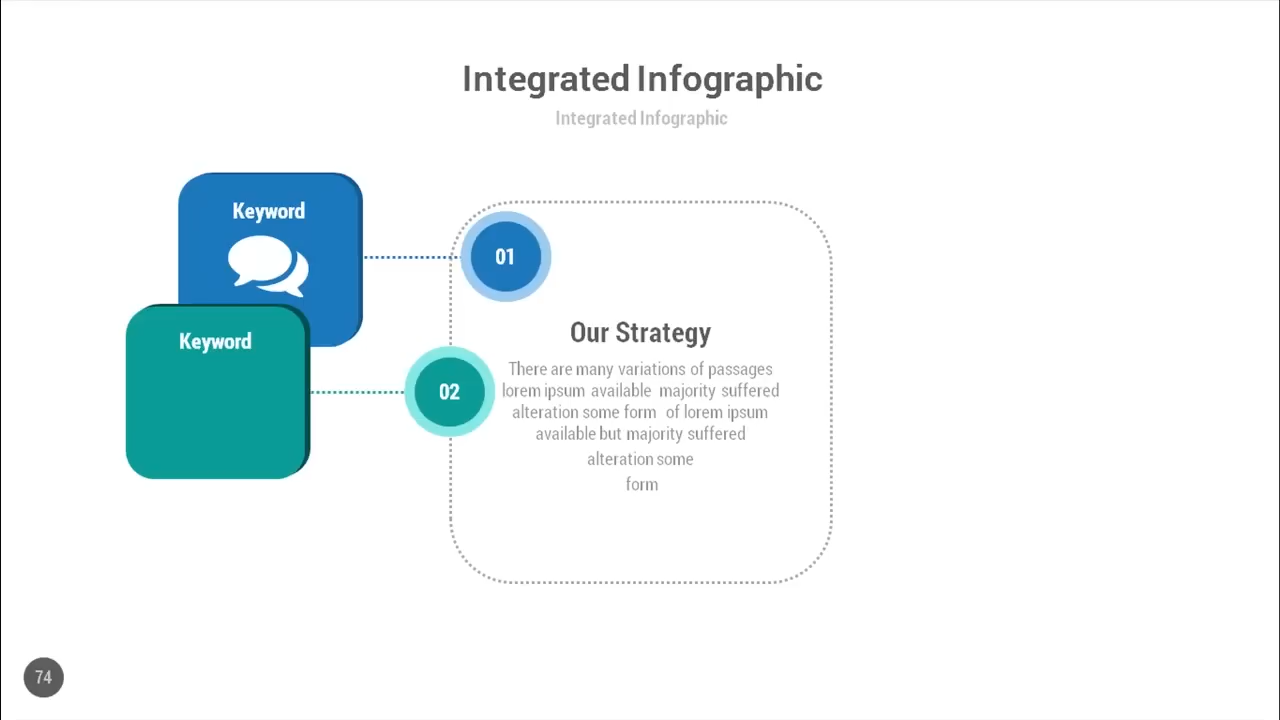 Integrated Infographic
Integrated Infographic
Keyword
01
Keyword
02
Our Strategy
There are many variations of passages
lorem ipsum available majority suffered
alteration some form of lorem ipsum
available but majority suffered
alteration some
form
74